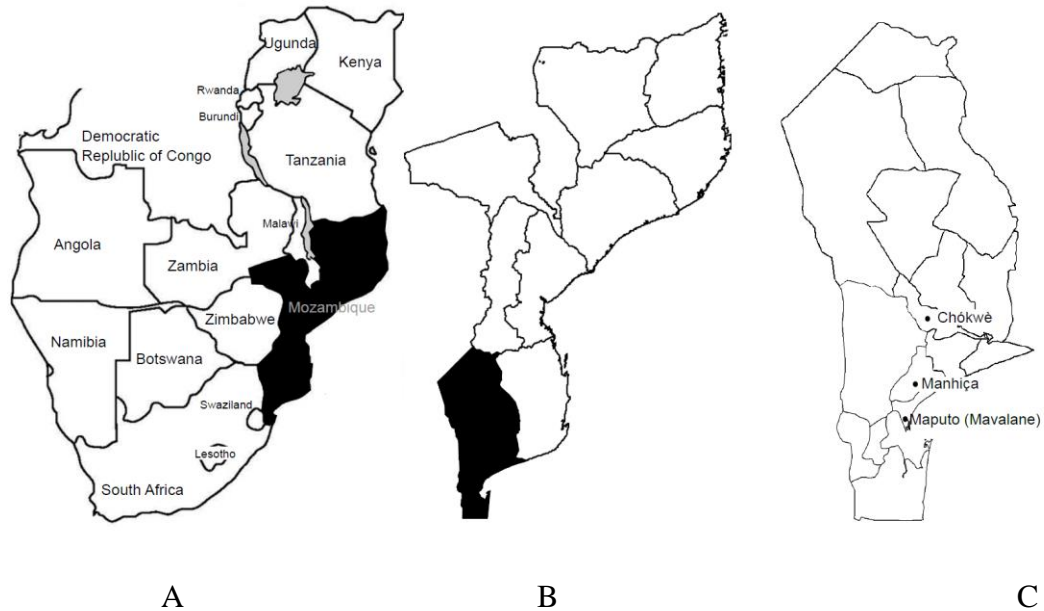 Ugunda
Kenya
Rwanda
Burundi
Democratic
Rerpublic of Congo
Tanzania
Malawi
Angola
Zambia
Mozambique
Zimbabwe
Namibia
Botswana
Swaziland
Lesotho
South Africa
Chókwè
Manhiça
Maputo (Mavalane)
A
B
C